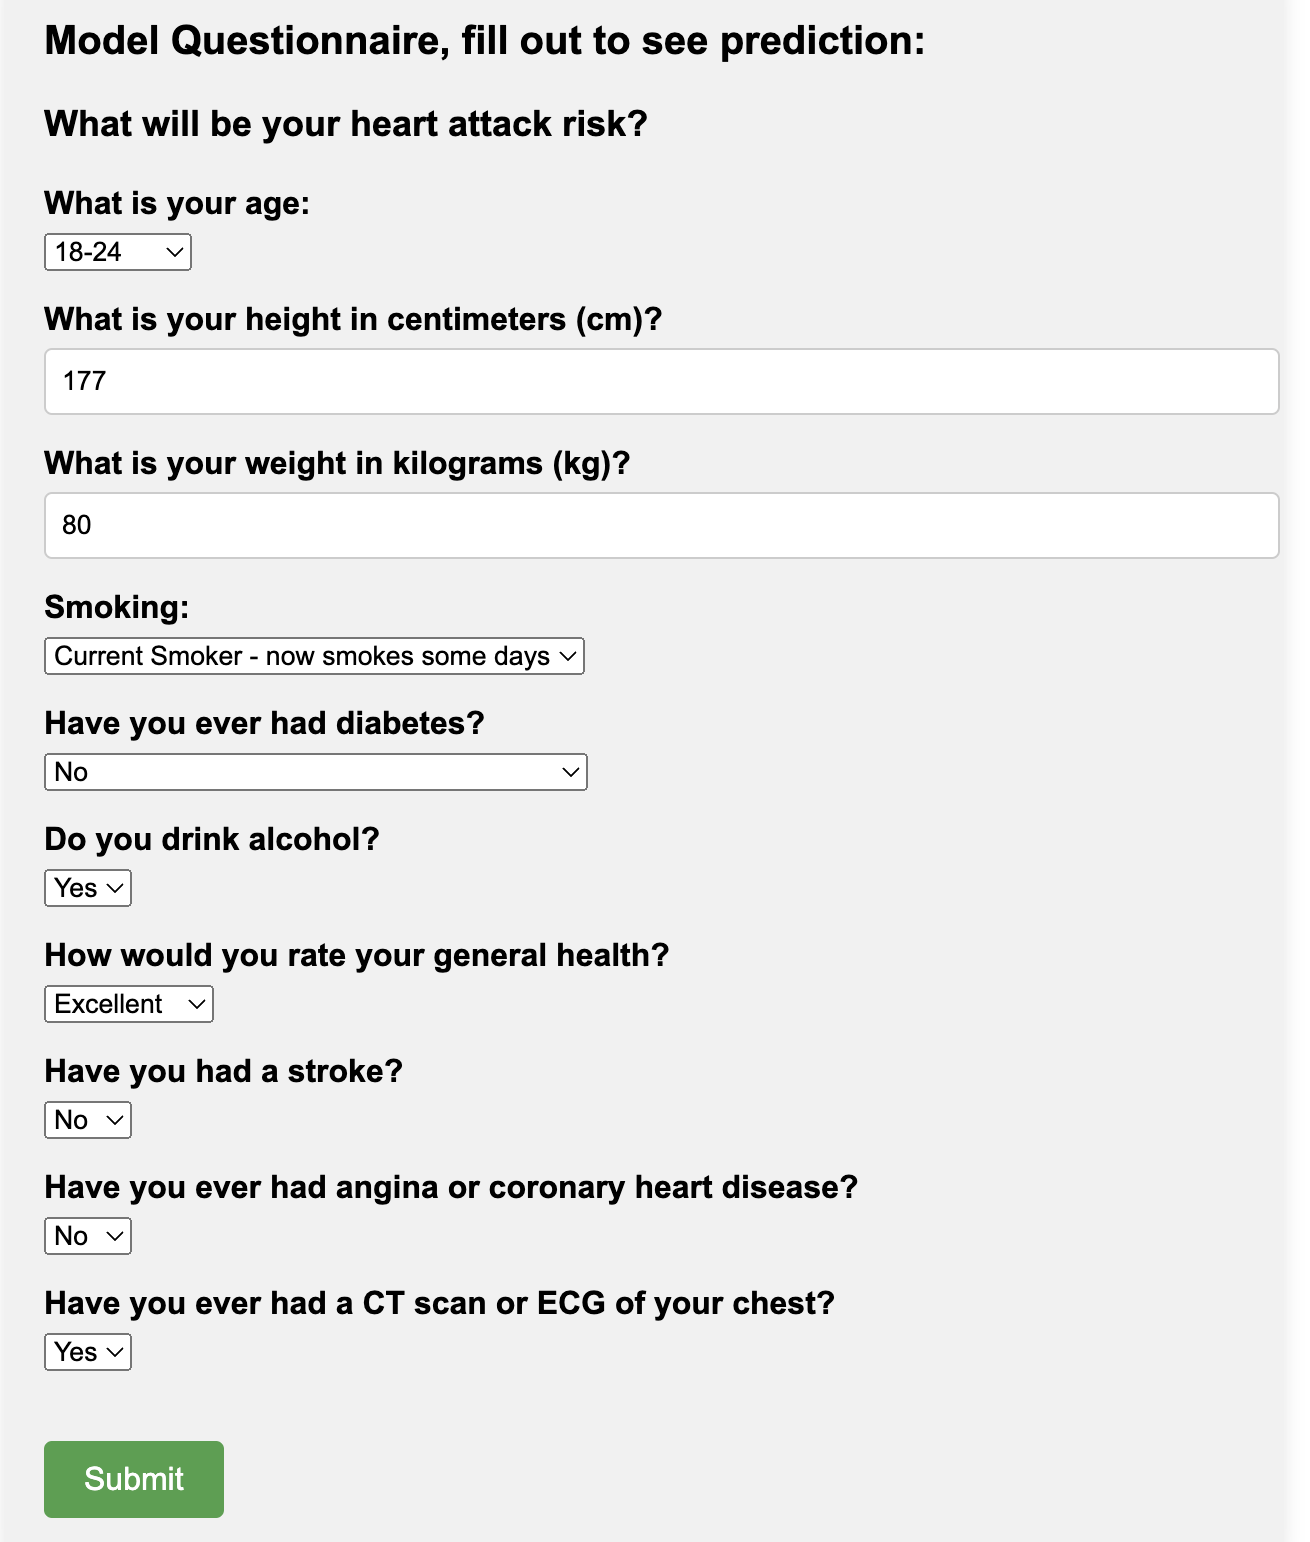 Model Questionnaire, fill out to see prediction:
What will be your heart attack risk?
What is your age:
18-24
What is your height in centimeters (cm)?
177
What is your weight in kilograms (kg)?
80
Smoking:
Current Smoker - now smokes some days
Have you ever had diabetes?
No
Do you drink alcohol?
Yes
How would you rate your general health?
Excellent
Have you had a stroke?
No
Have you ever had angina or coronary heart disease?
No
Have you ever had a CT scan or ECG of your chest?
Yes
Submit